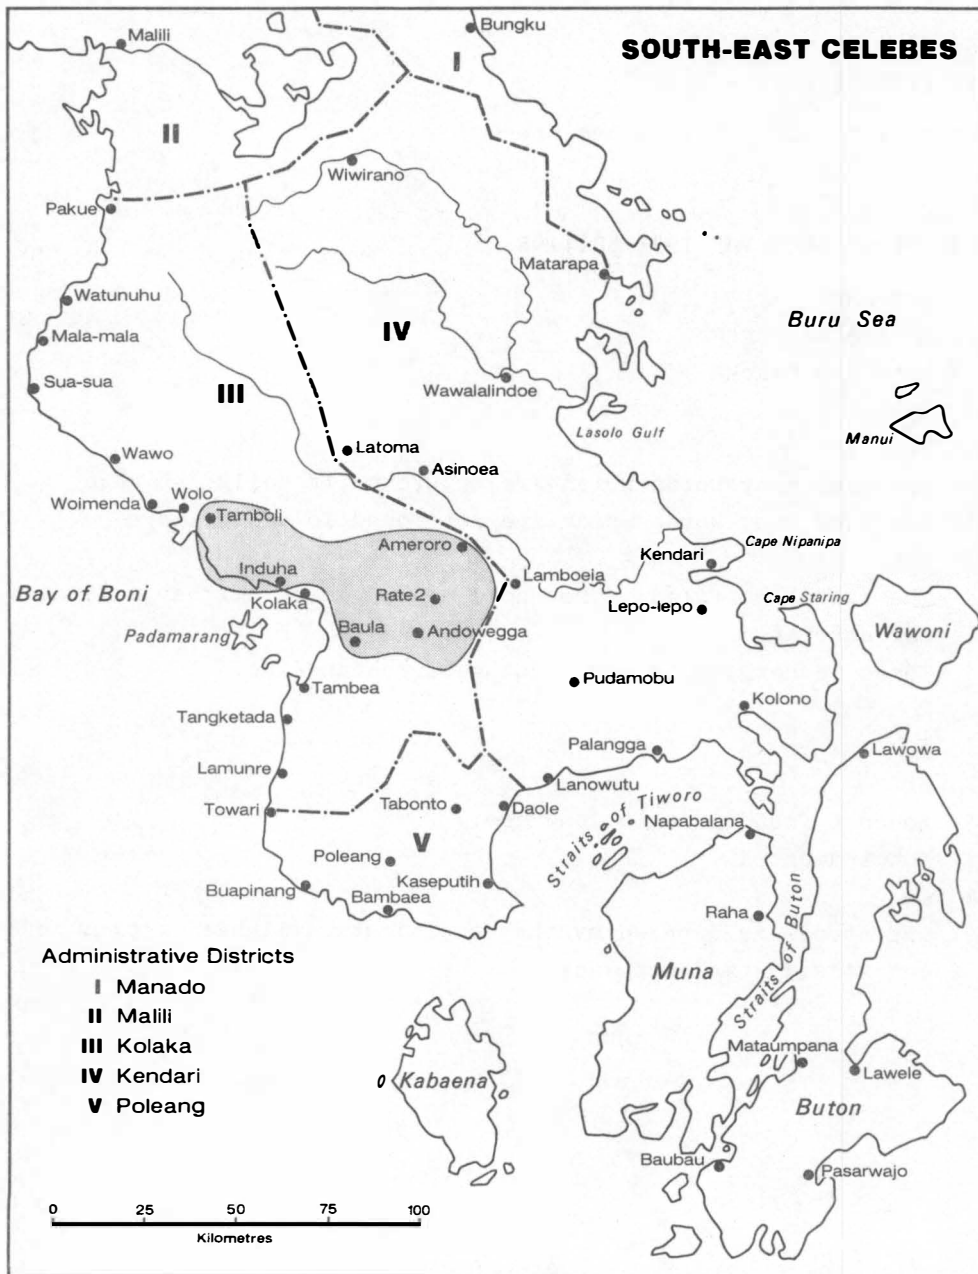 Bungku
Malili
SOUTH-EAST CELEBES
I
II
Wiwirano
Pakue
Matarapa
Watunuhu
Buru Sea
Mala-mala
IV
Sua-sua
III
Wawalalindoe
Lasolo Gulf
Manui
Latoma
Wawo
Asinoea
Woimenda
Wolo
Tamboli
Ameroro
Kendari
Cape Nipanipa
Induha
Lamboeia
Bay of Boni
Kolaka
Rate2
Lepo-lepo
Cape Staring
Padamarang
Baula
Andowegga
Wawoni
Tambea
Pudamobu
Kolono
Tangketada
Palangga
Lawowa
Lamunre
Lanowutu
Towari
Tabonto
Daole
Straits of Tiworo
Napabalana
V
Poleang
Buapinang
Kaseputih
Bambaea
Raha
Straits of Buton
Muna
Administrative Districts
I Manado
II Malili
III Kolaka
IV Kendari
V Poleang
Mataumpana
Kabaena
Lawele
Buton
Baubau
Pasarwajo
0 25 50 75 100
Kilometres